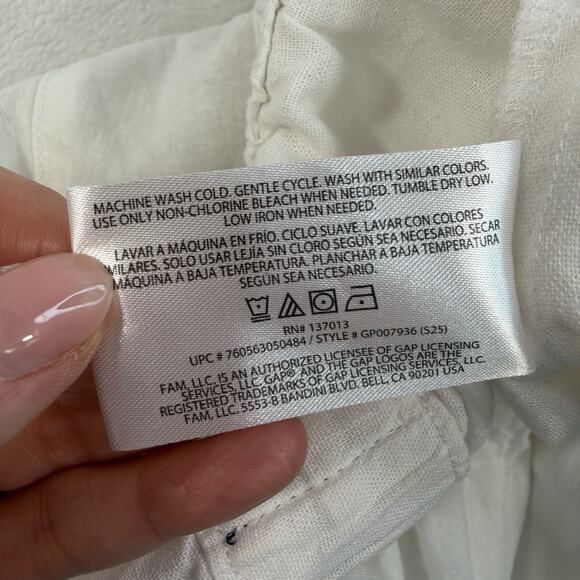 MACHINE WASH COLD. GENTLE CYCLE. WASH WITH SIMILAR COLORS.
USE ONLY NON-CHLORINE BLEACH WHEN NEEDED. TUMBLE DRY LOW.
LOW IRON WHEN NEEDED.
LAVAR A MÁQUINA EN FRÍO. CICLO SUAVE. LAVAR CON COLORES
MILARES. SOLO USAR LEJÍA SIN CLORO SEGÚN SEA NECESARIO. SECAR
MÁQUINA A BAJA TEMPERATURA. PLANCHAR A BAJA TEMPERATURA
SEGÚN SEA NECESARIO.
RN# 137013
UPC # 760563050484 / STYLE # GP007936 (S25)
FAM, LLC. IS AN AUTHORIZED LICENSEE OF GAP LICENSING
SERVICES, LLC. GAP® AND THE GAP LOGOS ARE THE
REGISTERED TRADEMARKS OF GAP LICENSING SERVICES, LLC.
FAM, LLC. 5553-B BANDINI BLVD. BELL, CA 90201 USA